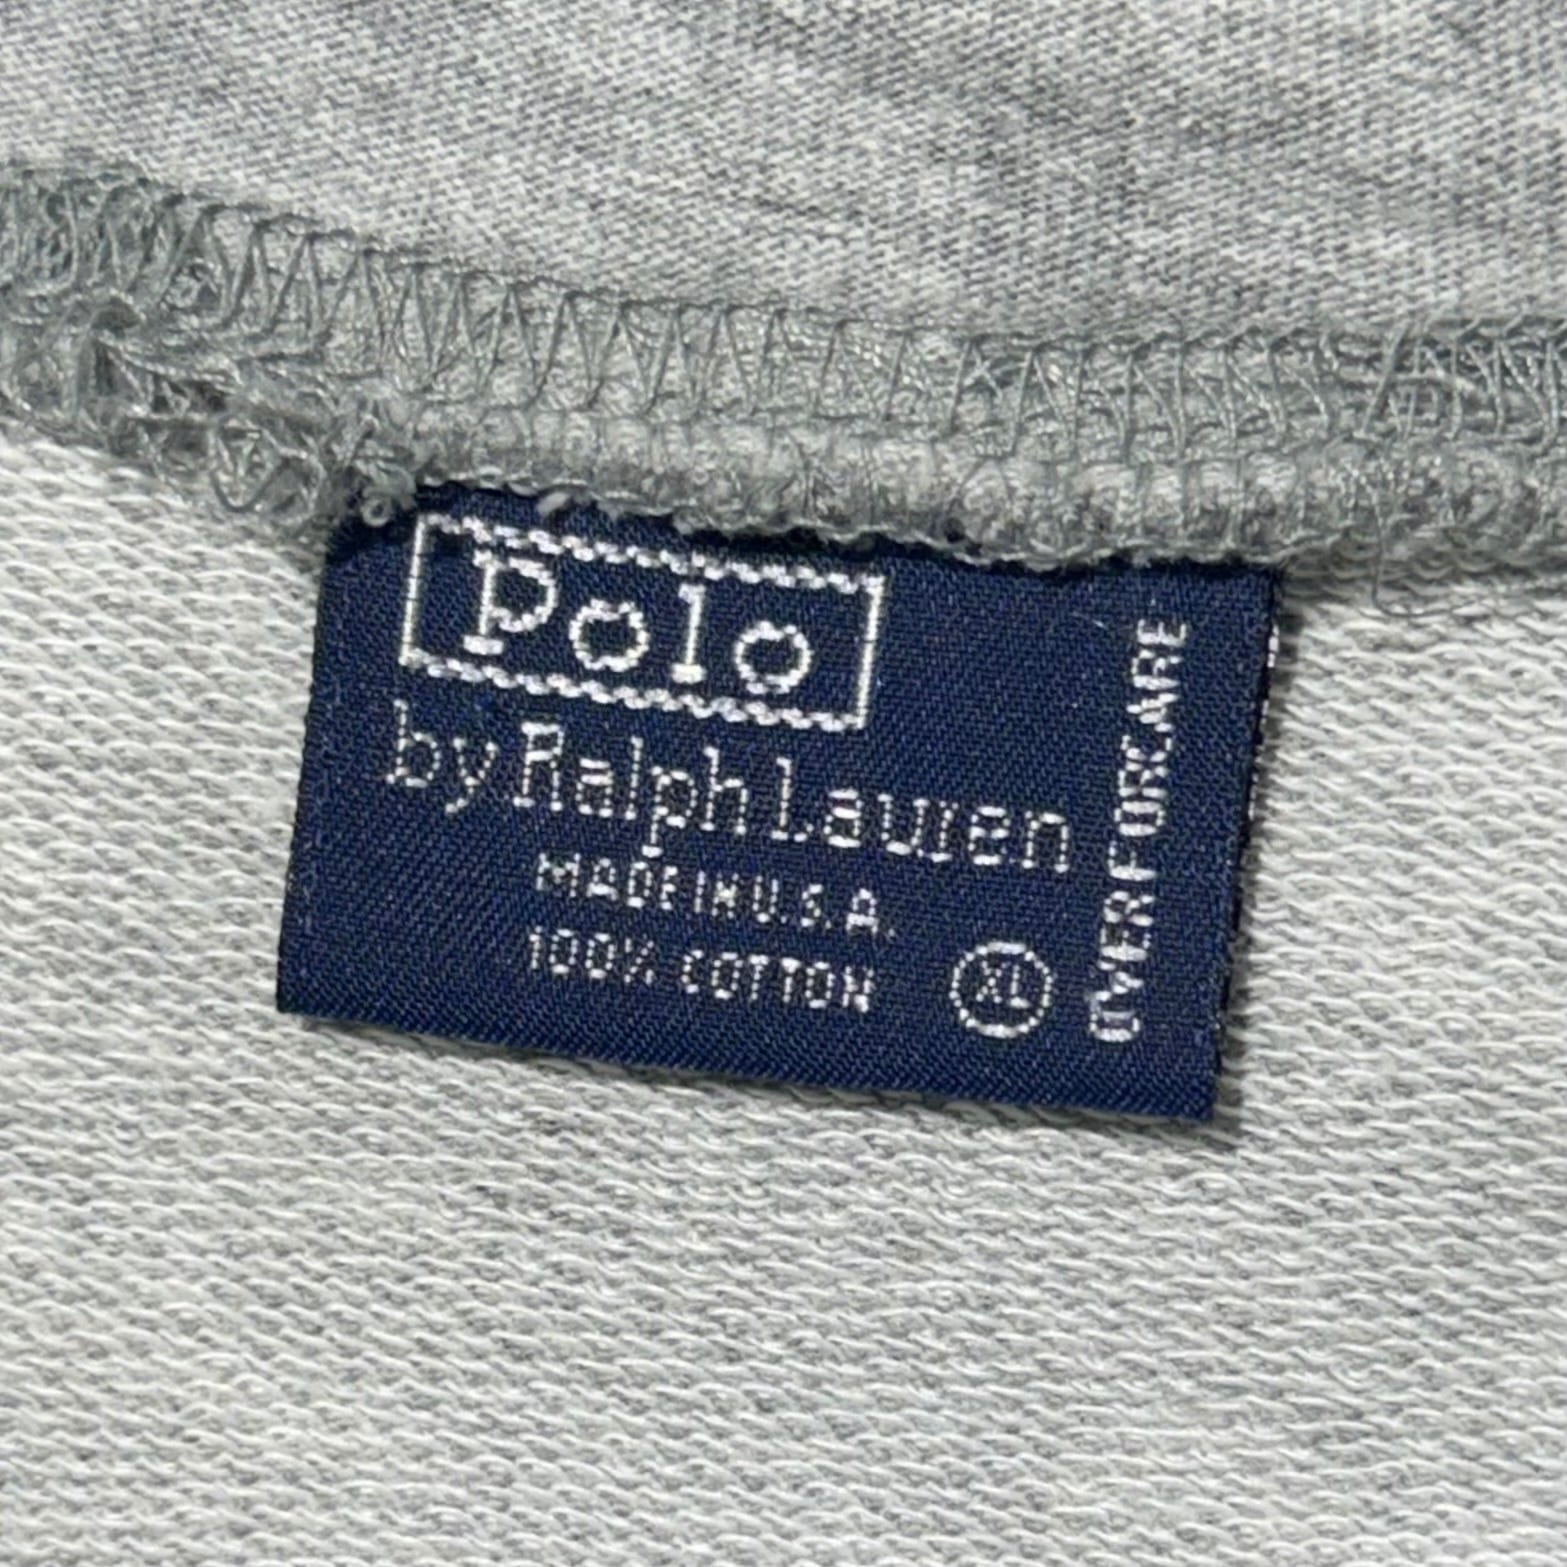 Polo
by Ralph Lauren
MADE IN U.S.A.
100% COTTON
XL
OVER FOR CARE